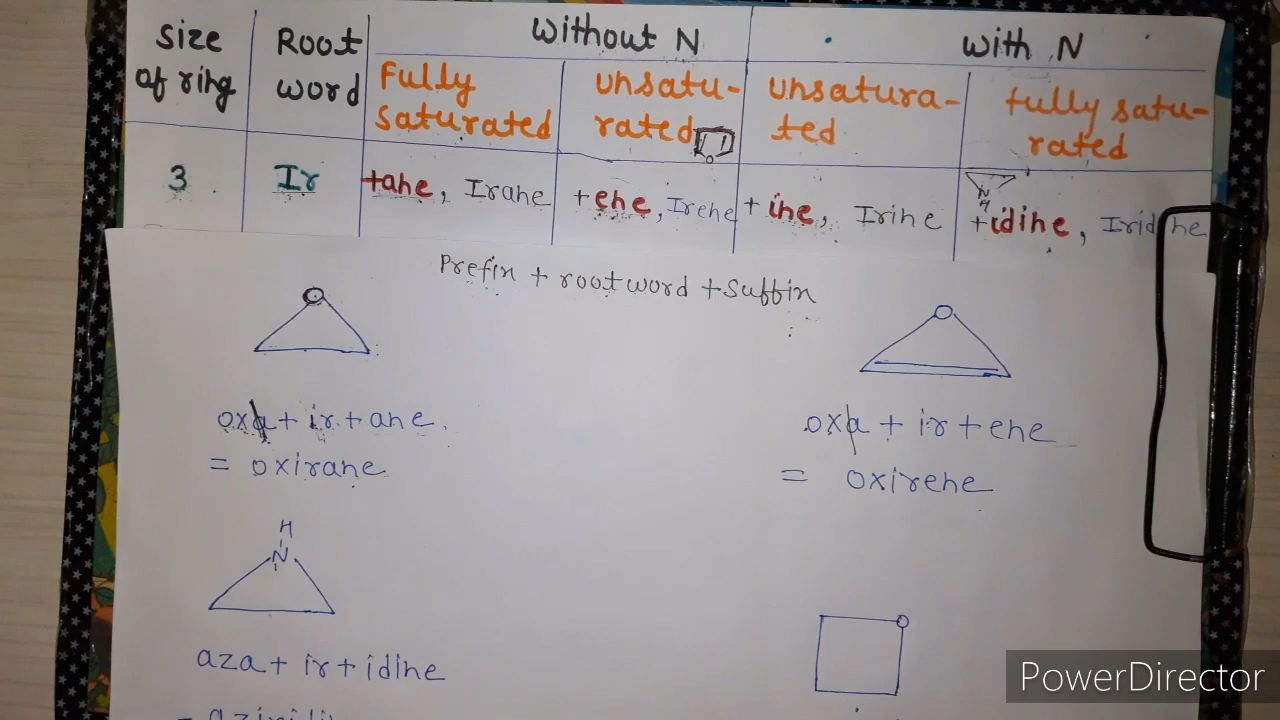 size of ring
Root word
Without N
With N
Fully saturated
unsatu-rated
unsatura-ted
fully satu-rated
3
Ir
+ane, Irane
+ene, Irene
+ine, Irine
N
H
+idine, Irid ne
Prefix + rootword + Suffix
O
O
oxa + ir + ane.
= oxirane
oxa + ir + ene
= oxirene
H
N
O
aza + ir + idine
PowerDirector